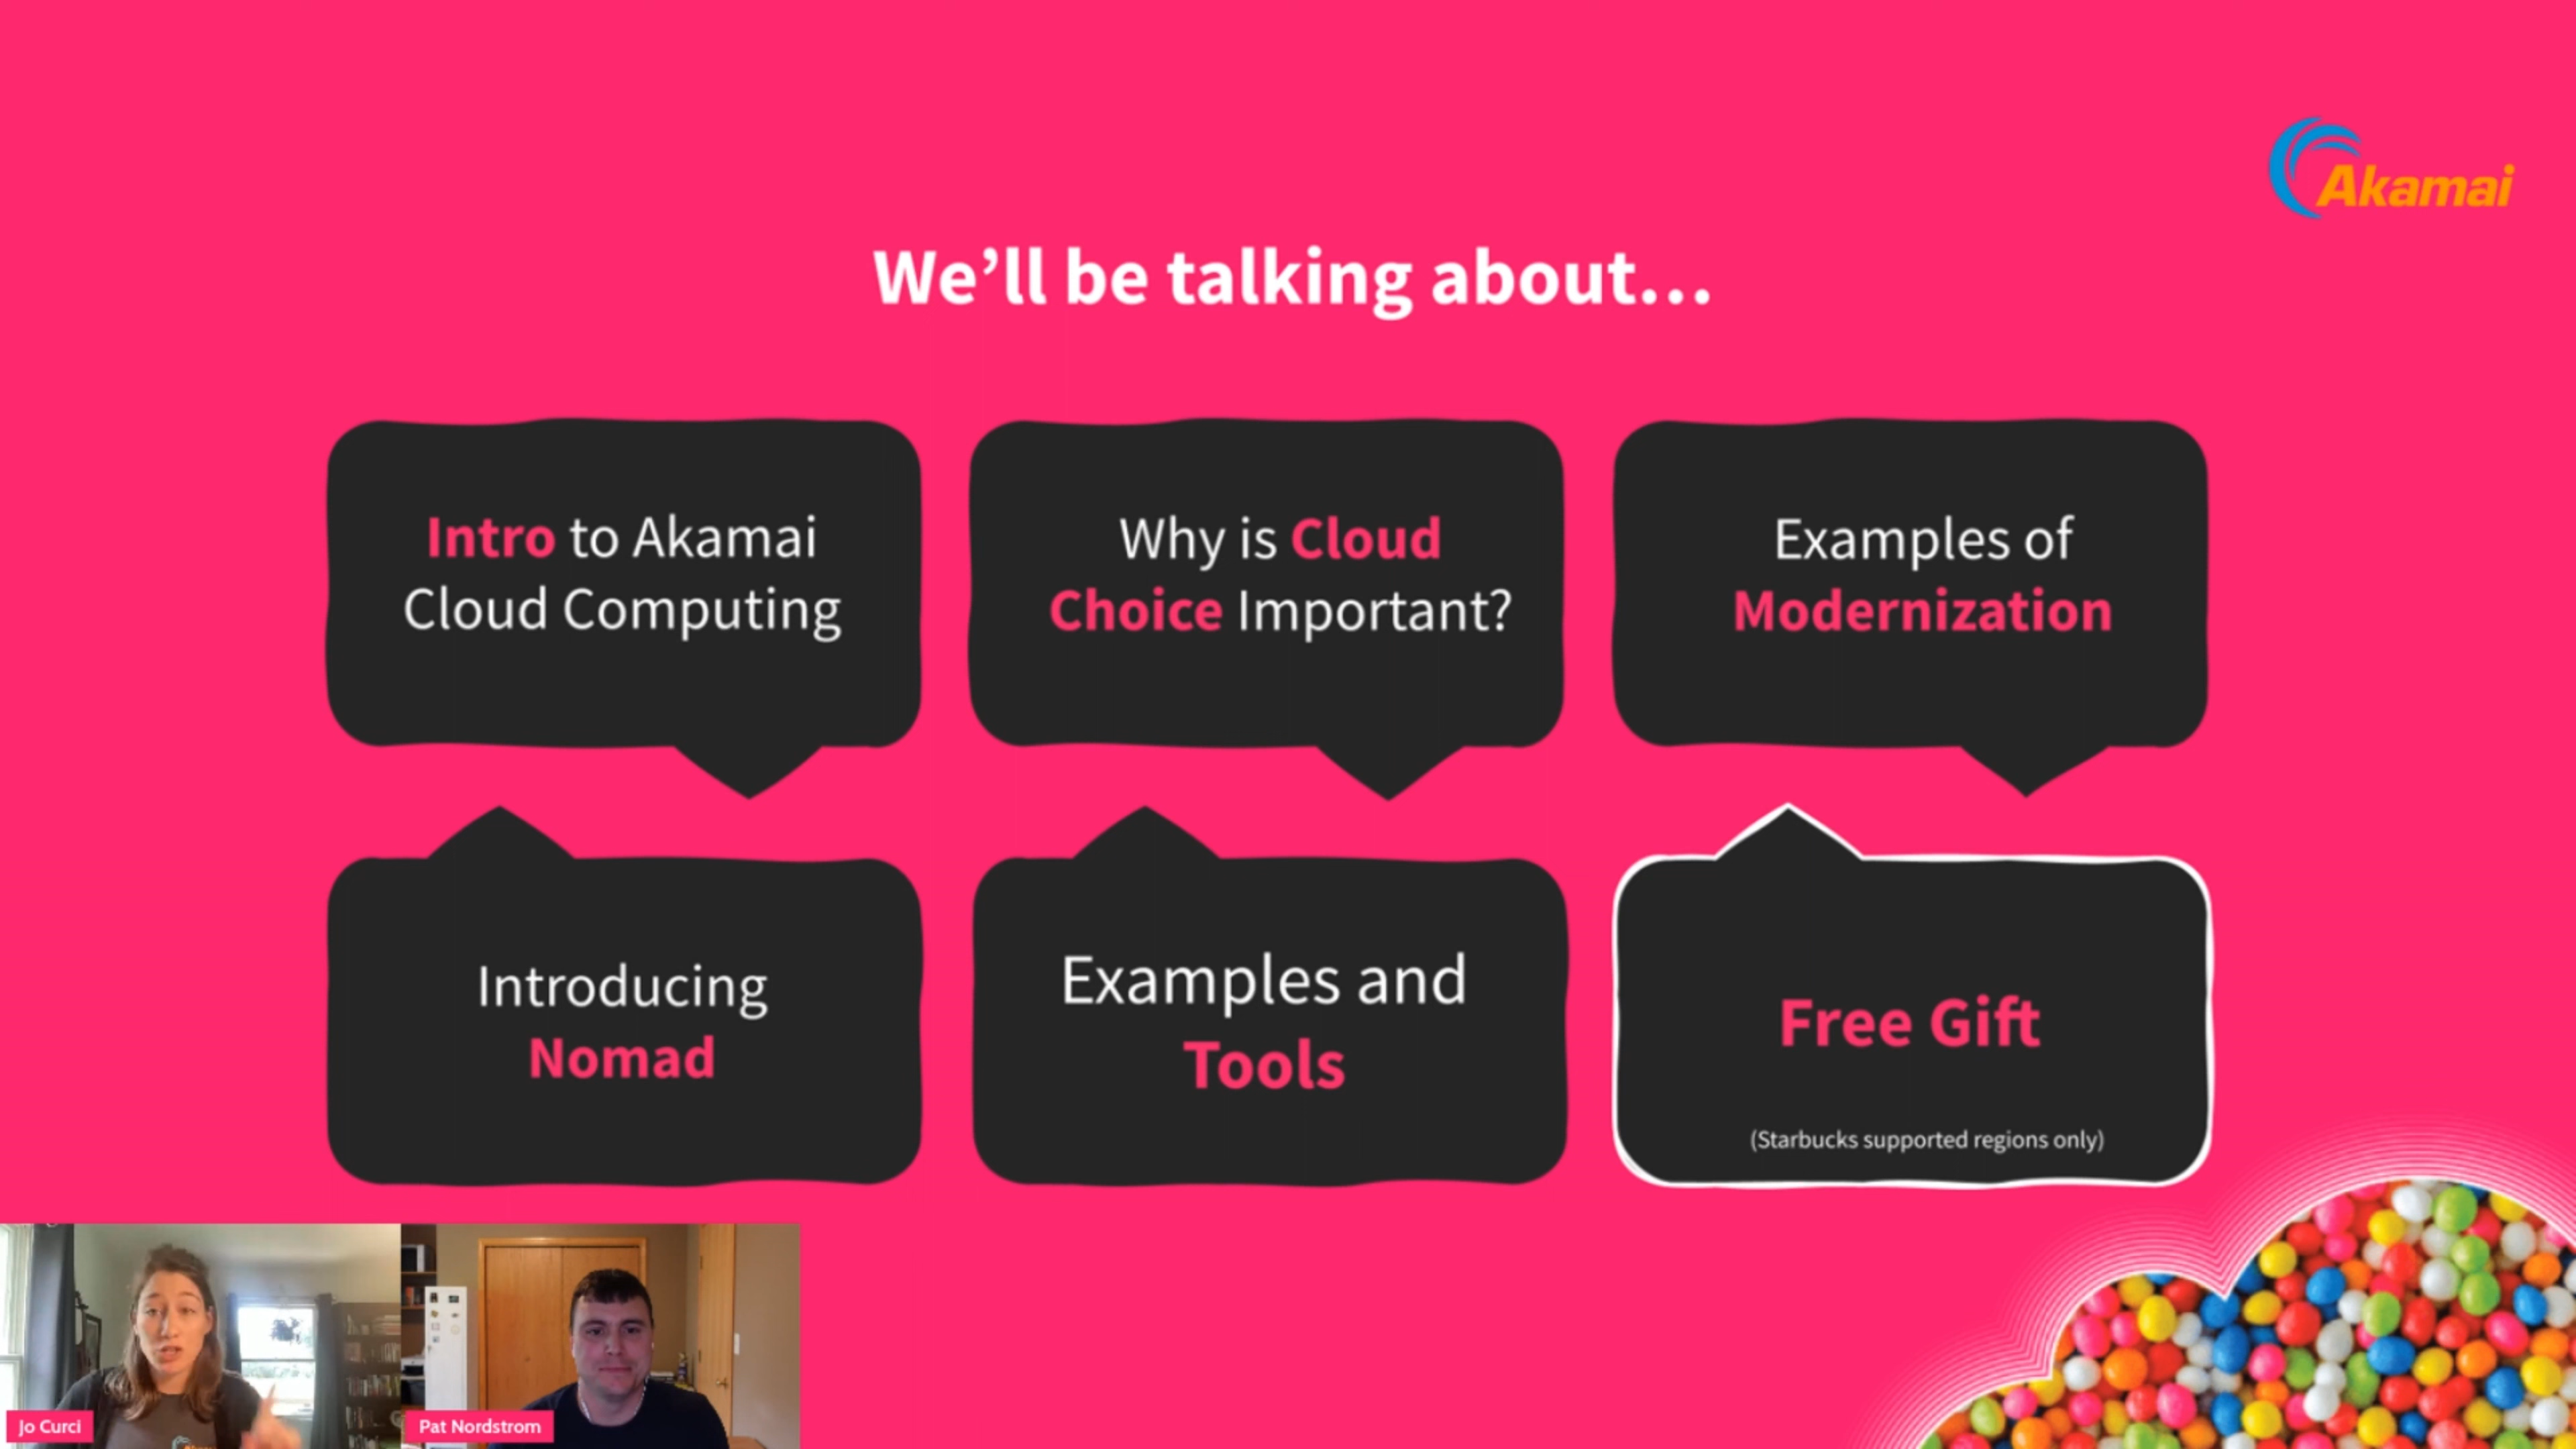 Akamai
We’ll be talking about...
Intro to Akamai
Cloud Computing
Why is Cloud
Choice Important?
Examples of
Modernization
Introducing
Nomad
Examples and
Tools
Free Gift
(Starbucks supported regions only)
Jo Curci
Pat Nordstrom